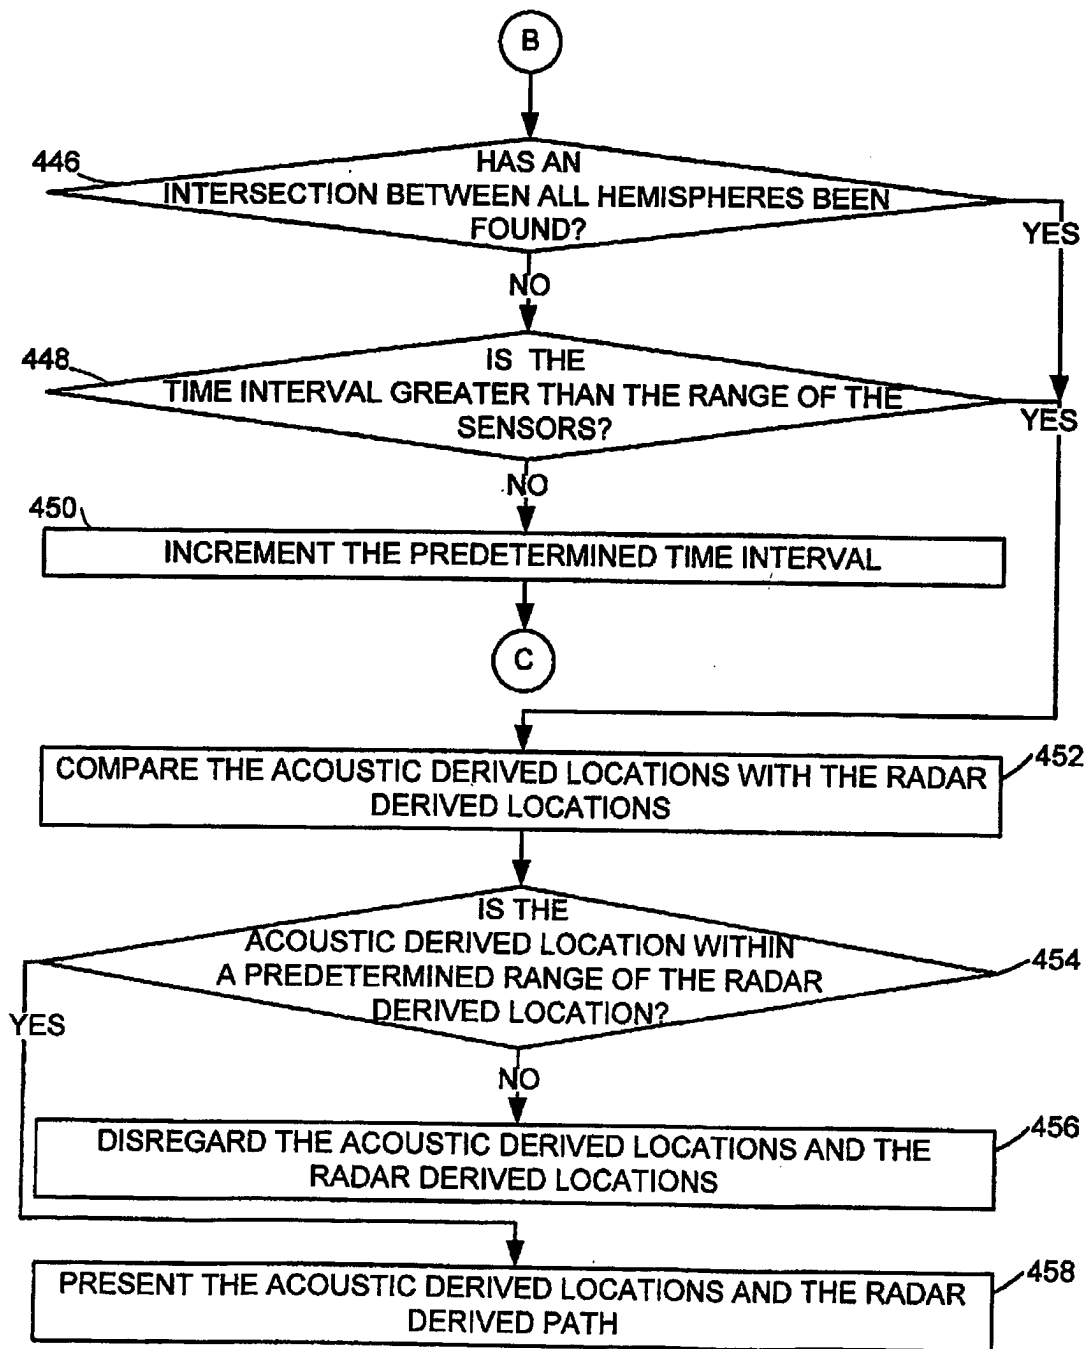 B
446
HAS AN
INTERSECTION BETWEEN ALL HEMISPHERES BEEN
FOUND?
YES
NO
448
IS THE
TIME INTERVAL GREATER THAN THE RANGE OF THE
SENSORS?
YES
NO
450
INCREMENT THE PREDETERMINED TIME INTERVAL
C
452
COMPARE THE ACOUSTIC DERIVED LOCATIONS WITH THE RADAR
DERIVED LOCATIONS
IS THE
ACOUSTIC DERIVED LOCATION WITHIN
A PREDETERMINED RANGE OF THE RADAR
DERIVED LOCATION?
454
YES
NO
456
DISREGARD THE ACOUSTIC DERIVED LOCATIONS AND THE
RADAR DERIVED LOCATIONS
458
PRESENT THE ACOUSTIC DERIVED LOCATIONS AND THE RADAR
DERIVED PATH